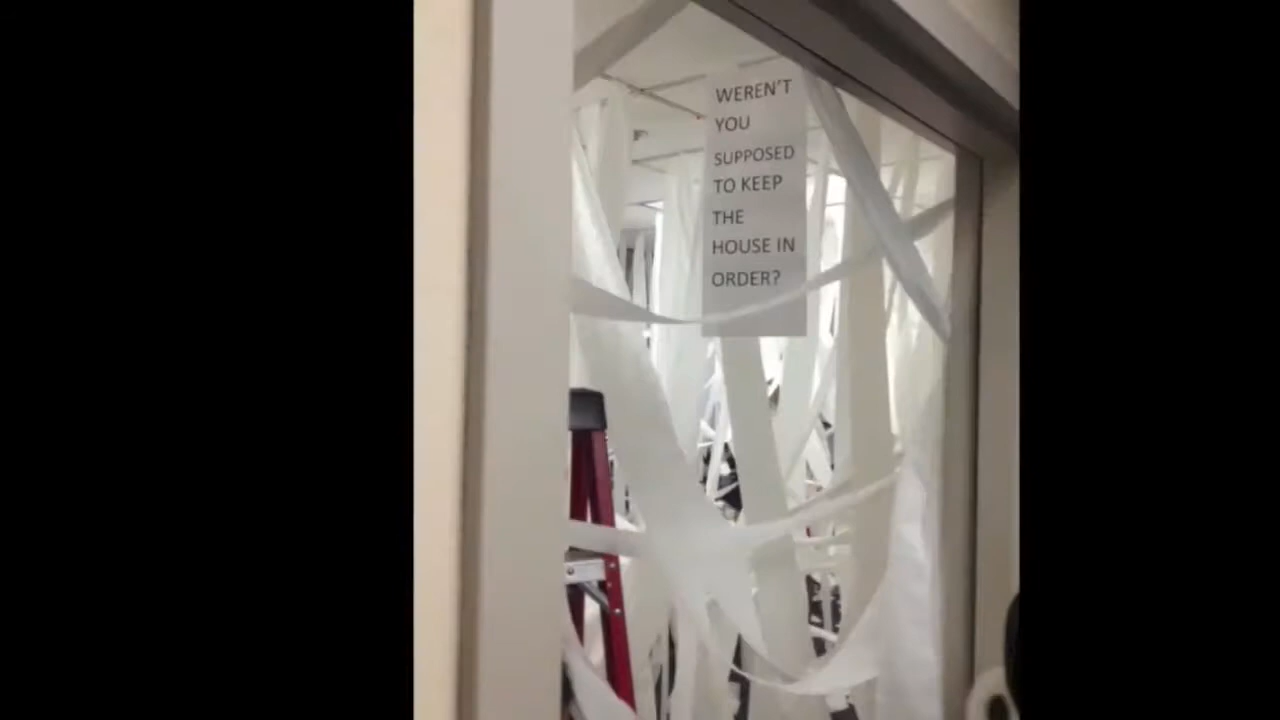 WEREN'T
YOU
SUPPOSED
TO KEEP
THE
HOUSE IN
ORDER?